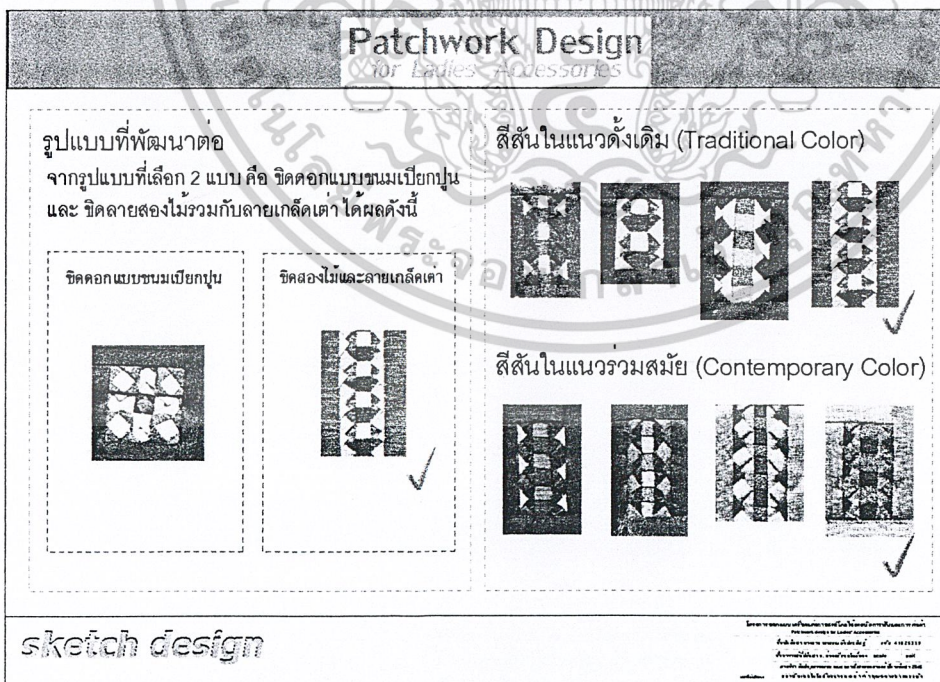 Patchwork Design
for Ladies' Accessories
รูปแบบที่พัฒนาต่อ
จากรูปแบบที่เลือก 2 แบบ คือ ขิดดอกแบบขนมเปียกปูน
และ ขิดลายสองไม้รวมกับลายเกล็ดเต่า ได้ผลดังนี้
ขิดดอกแบบขนมเปียกปูน
ขิดสองไม้และลายเกล็ดเต่า
สีสันในแนวดั้งเดิม (Traditional Color)
สีสันในแนวร่วมสมัย (Contemporary Color)
sketch design